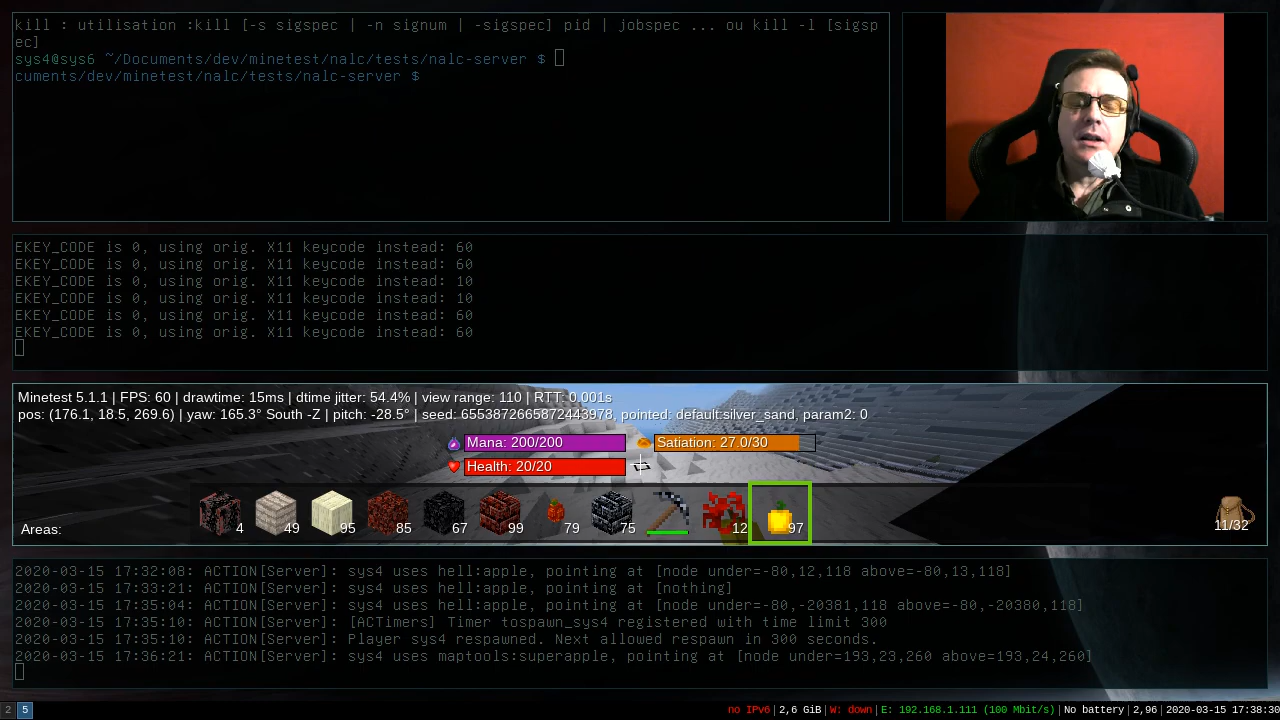 kill : utilisation :kill [-s sigspec | -n signum | -sigspec] pid | jobspec ... ou kill -l [sigsp
ec]
sys4@sys6 ~/Documents/dev/minetest/nalc/tests/nalc-server $
cuments/dev/minetest/nalc/tests/nalc-server $
EKEY_CODE is 0, using orig. X11 keycode instead: 60
EKEY_CODE is 0, using orig. X11 keycode instead: 60
EKEY_CODE is 0, using orig. X11 keycode instead: 10
EKEY_CODE is 0, using orig. X11 keycode instead: 10
EKEY_CODE is 0, using orig. X11 keycode instead: 60
EKEY_CODE is 0, using orig. X11 keycode instead: 60
Minetest 5.1.1 | FPS: 60 | drawtime: 15ms | dtime jitter: 54.4% | view range: 110 | RTT: 0.001s
pos: (176.1, 18.5, 269.6) | yaw: 165.3° South -Z | pitch: -28.5° | seed: 6553872665872443978, pointed: default:silver_sand, param2: 0
Mana: 200/200
Satiation: 27.0/30
Health: 20/20
Areas:
4 49 95 85 67 99 79 75 12 97
11/32
2020-03-15 17:32:08: ACTION[Server]: sys4 uses hell:apple, pointing at [node under=-80,12,118 above=-80,13,118]
2020-03-15 17:33:21: ACTION[Server]: sys4 uses hell:apple, pointing at [nothing]
2020-03-15 17:35:04: ACTION[Server]: sys4 uses hell:apple, pointing at [node under=-80,-20381,118 above=-80,-20380,118]
2020-03-15 17:35:10: ACTION[Server]: [ACTimers] Timer tospawn_sys4 registered with time limit 300
2020-03-15 17:35:10: ACTION[Server]: Player sys4 respawned. Next allowed respawn in 300 seconds.
2020-03-15 17:36:21: ACTION[Server]: sys4 uses maptools:superapple, pointing at [node under=193,23,260 above=193,24,260]
2 5
no IPv6|2,6 GiB|W: down|E: 192.168.1.111 (100 Mbit/s)|No battery|2,96|2020-03-15 17:38:30